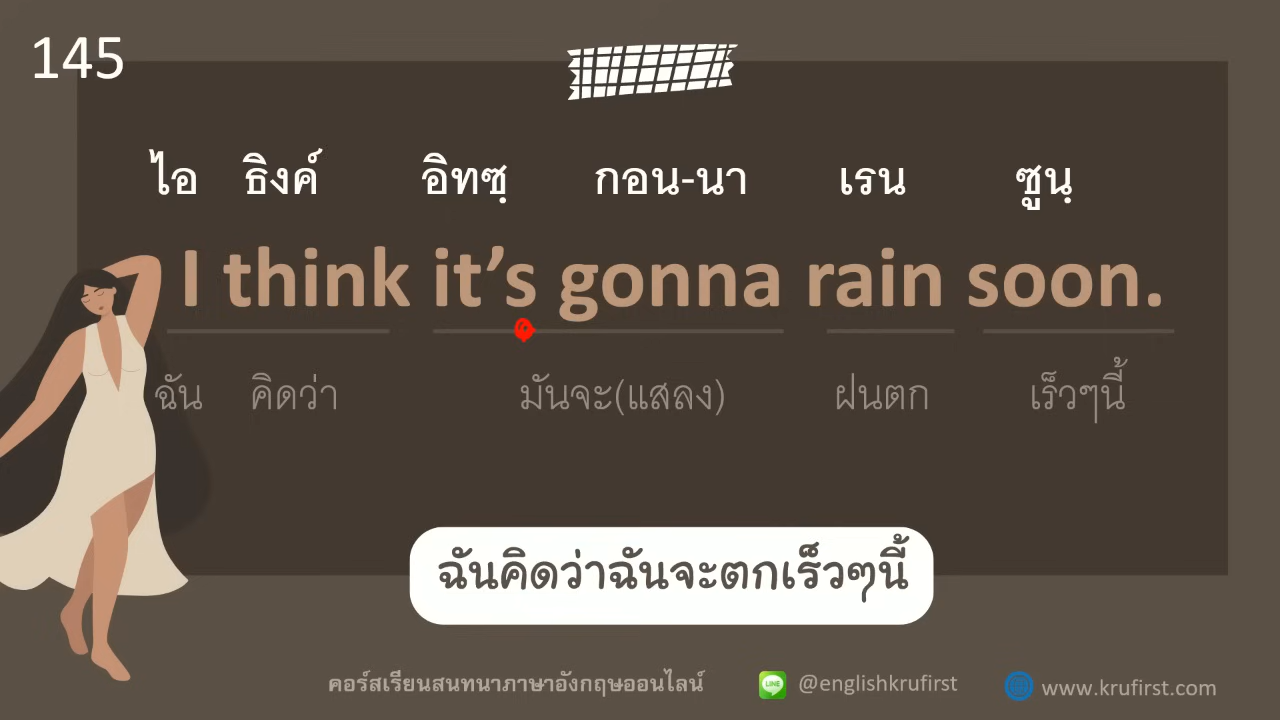 145
ไอ ธิงค์ อิทซฺ กอน-นา เรน ซูนฺ
I think it’s gonna rain soon.
ฉัน คิดว่า มันจะ(แสลง) ฝนตก เร็วๆนี้
ฉันคิดว่าฉันจะตกเร็วๆนี้
คอร์สเรียนสนทนาภาษาอังกฤษออนไลน์ LINE @englishkrufirst www.krufirst.com